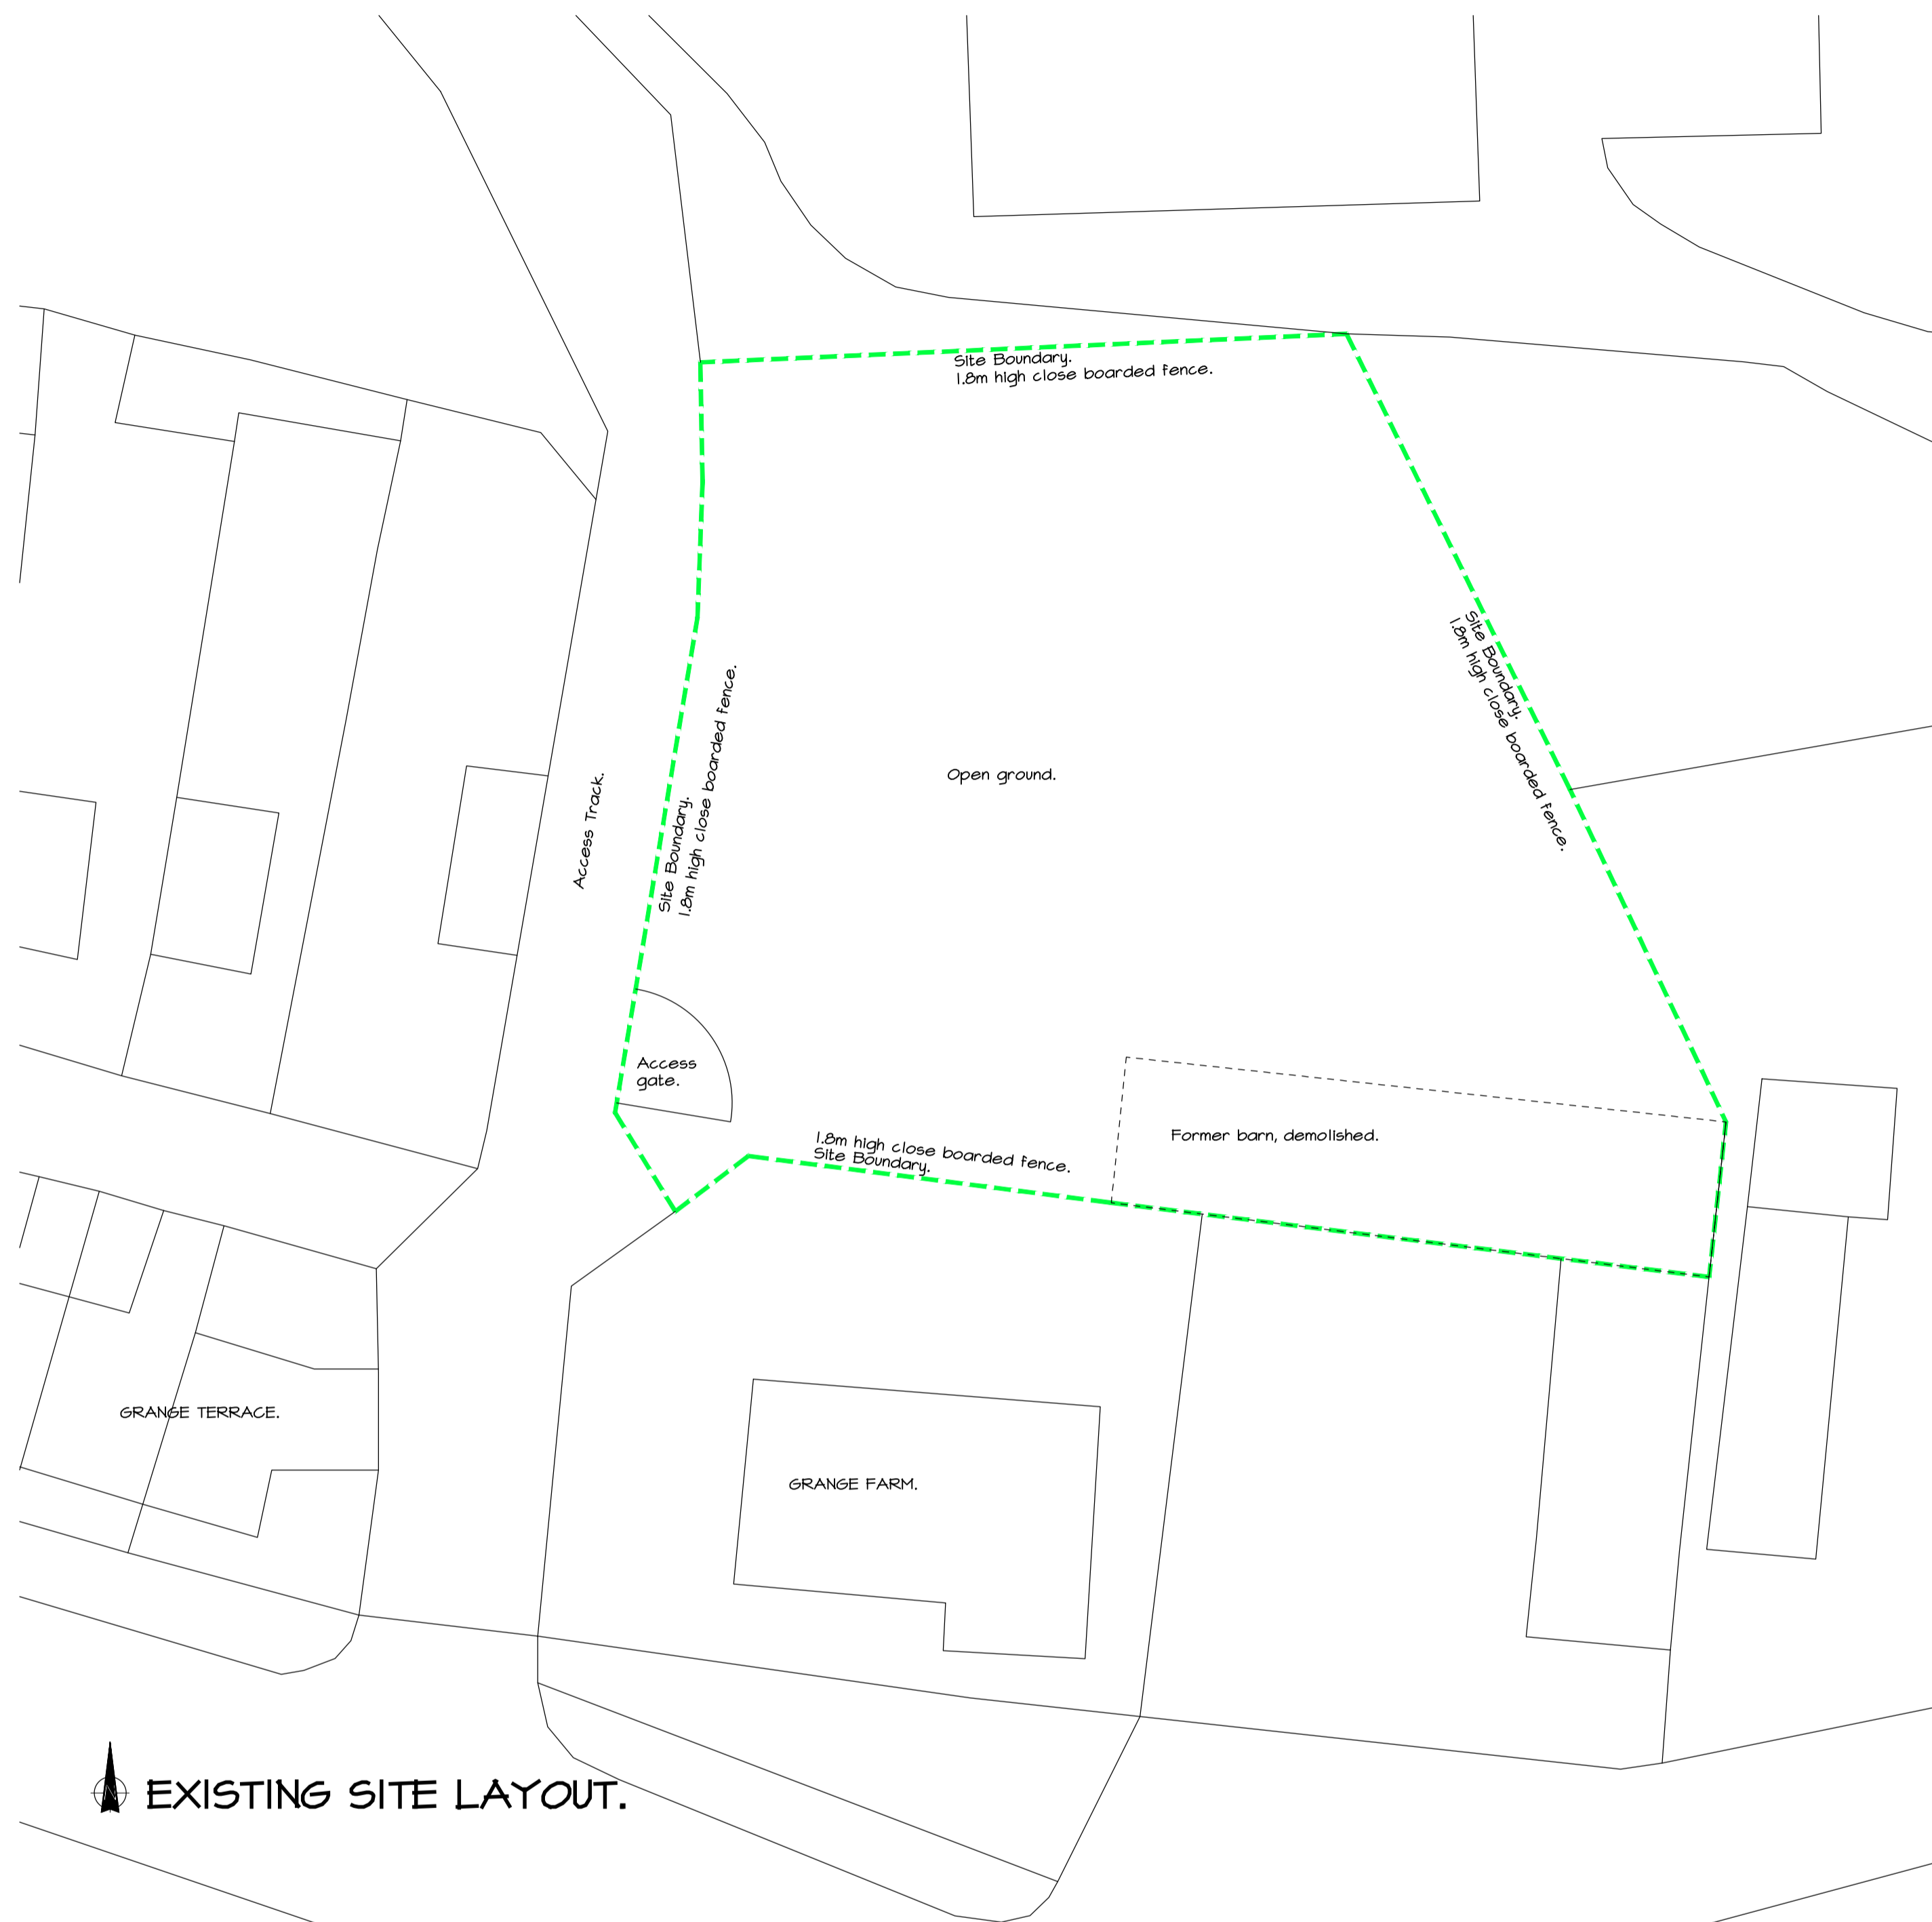 Site Boundary.
1.8m high close boarded fence.
Site Boundary.
1.8m high close boarded fence.
Open ground.
Access Track.
Site Boundary.
1.8m high close boarded fence.
Access
gate.
1.8m high close boarded fence.
Site Boundary.
Former barn, demolished.
GRANGE TERRACE.
GRANGE FARM.
N
EXISTING SITE LAYOUT.